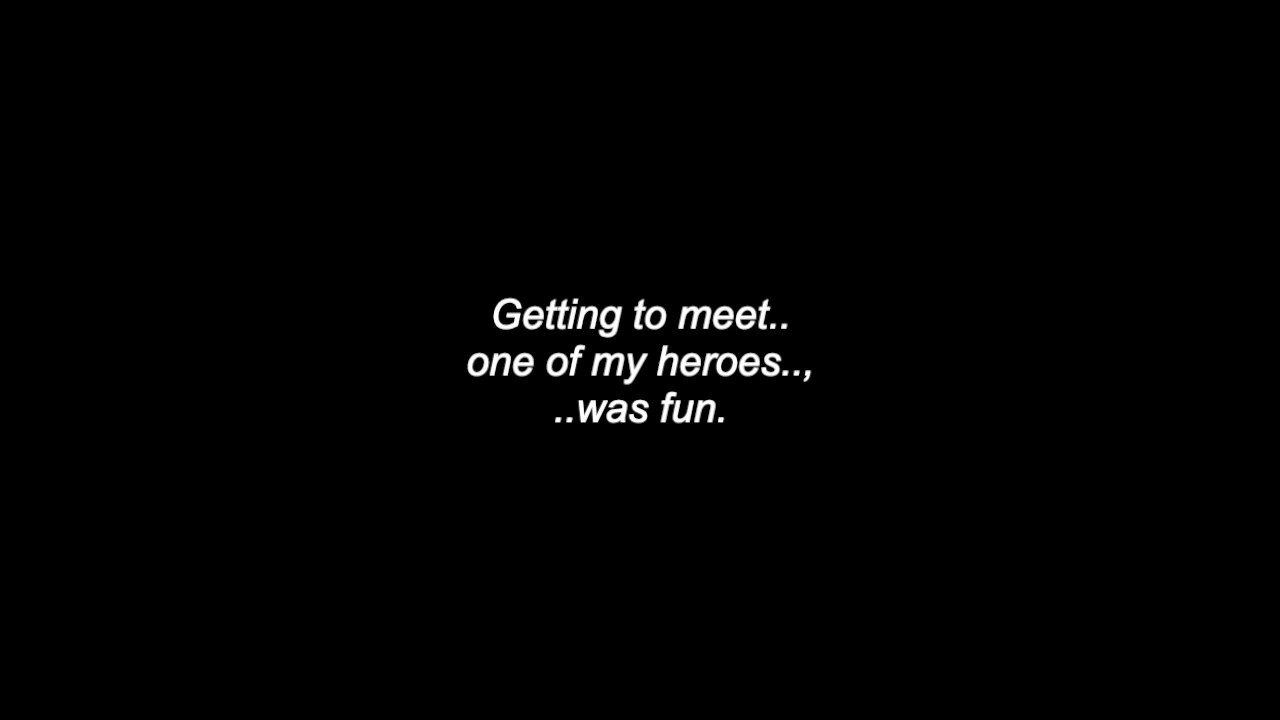 Getting to meet..
one of my heroes..,
..was fun.